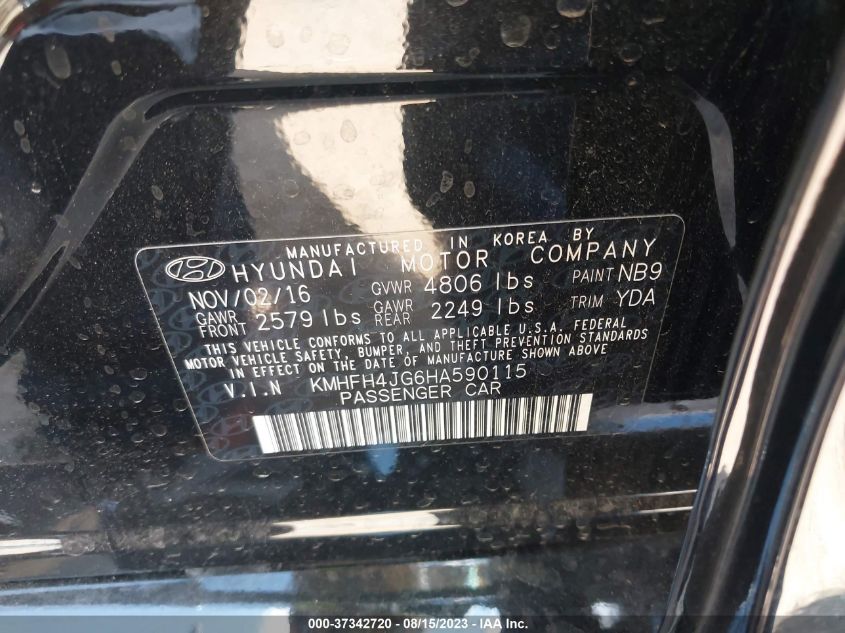 MANUFACTURED IN KOREA BY
HYUNDAI MOTOR COMPANY
NOV/02/16 GVWR 4806 lbs PAINT NB9
GAWR FRONT 2579 lbs GAWR REAR 2249 lbs TRIM YDA
THIS VEHICLE CONFORMS TO ALL APPLICABLE U.S.A. FEDERAL
MOTOR VEHICLE SAFETY, BUMPER, AND THEFT PREVENTION STANDARDS
IN EFFECT ON THE DATE OF MANUFACTURE SHOWN ABOVE
V.I.N KMHFH4JG6HA590115
PASSENGER CAR
000-37342720 - 08/15/2023 - IAA Inc.